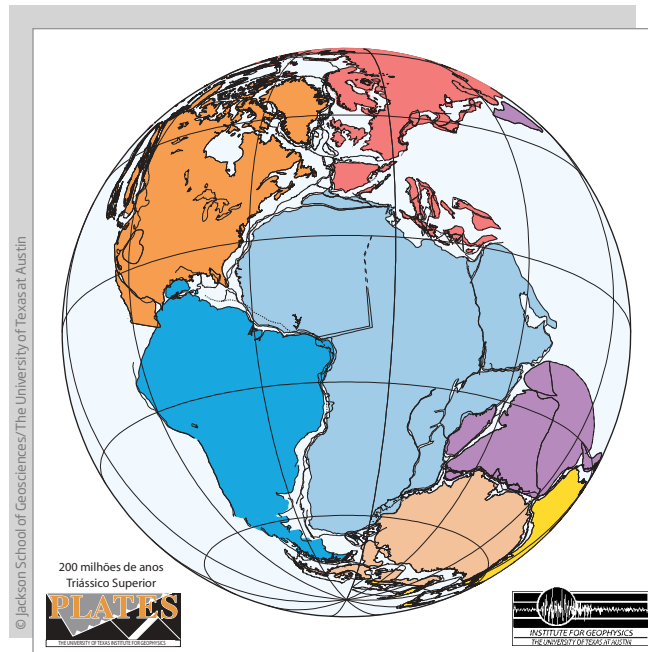 © Jackson School of Geosciences/The University of Texas at Austin
200 milhões de anos
Triássico Superior
PLATES
THE UNIVERSITY OF TEXAS INSTITUTE FOR GEOPHYSICS
INSTITUTE FOR GEOPHYSICS
THE UNIVERSITY OF TEXAS AT AUSTIN